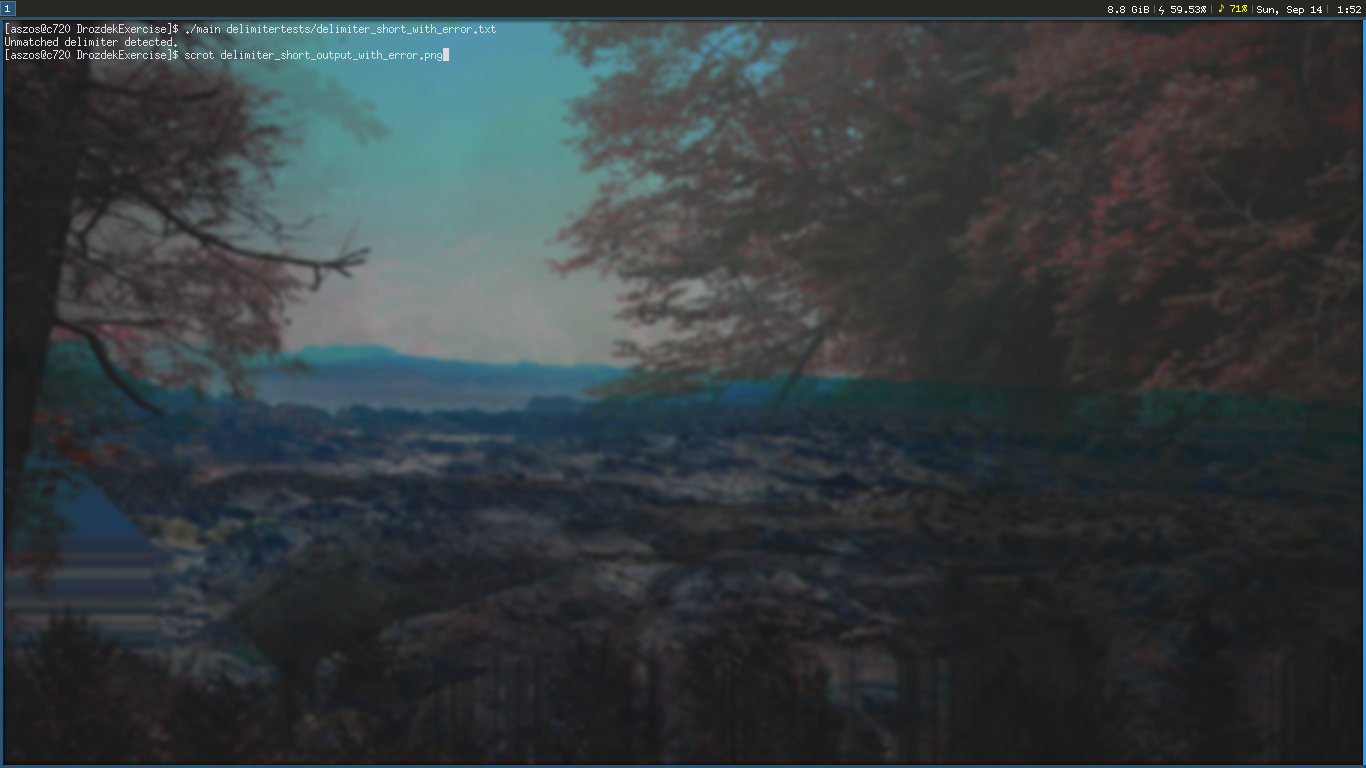 1
8.8 GiB| ϟ 59.53%| ♪ 71%|Sun, Sep 14| 1:52
[aszos@c720 DrozdekExercise]$ ./main delimitertests/delimiter_short_with_error.txt
Unmatched delimiter detected.
[aszos@c720 DrozdekExercise]$ scrot delimiter_short_output_with_error.png